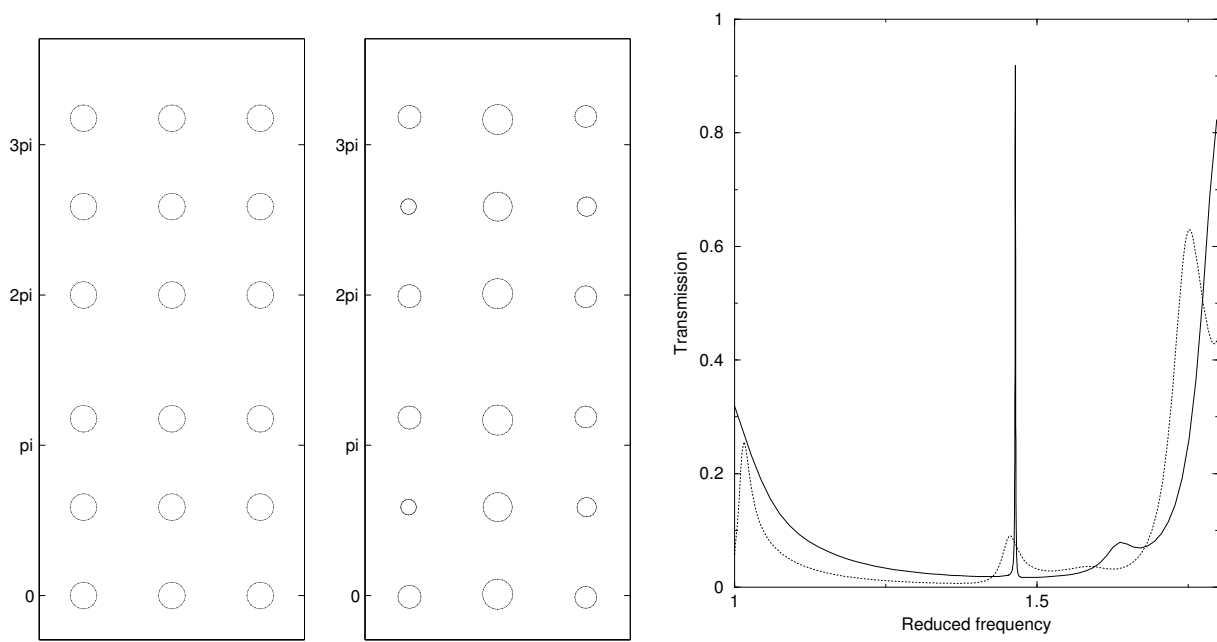 3pi
2pi
pi
0
3pi
2pi
pi
0
1
0.8
0.6
0.4
0.2
0
Transmission
1
1.5
Reduced frequency